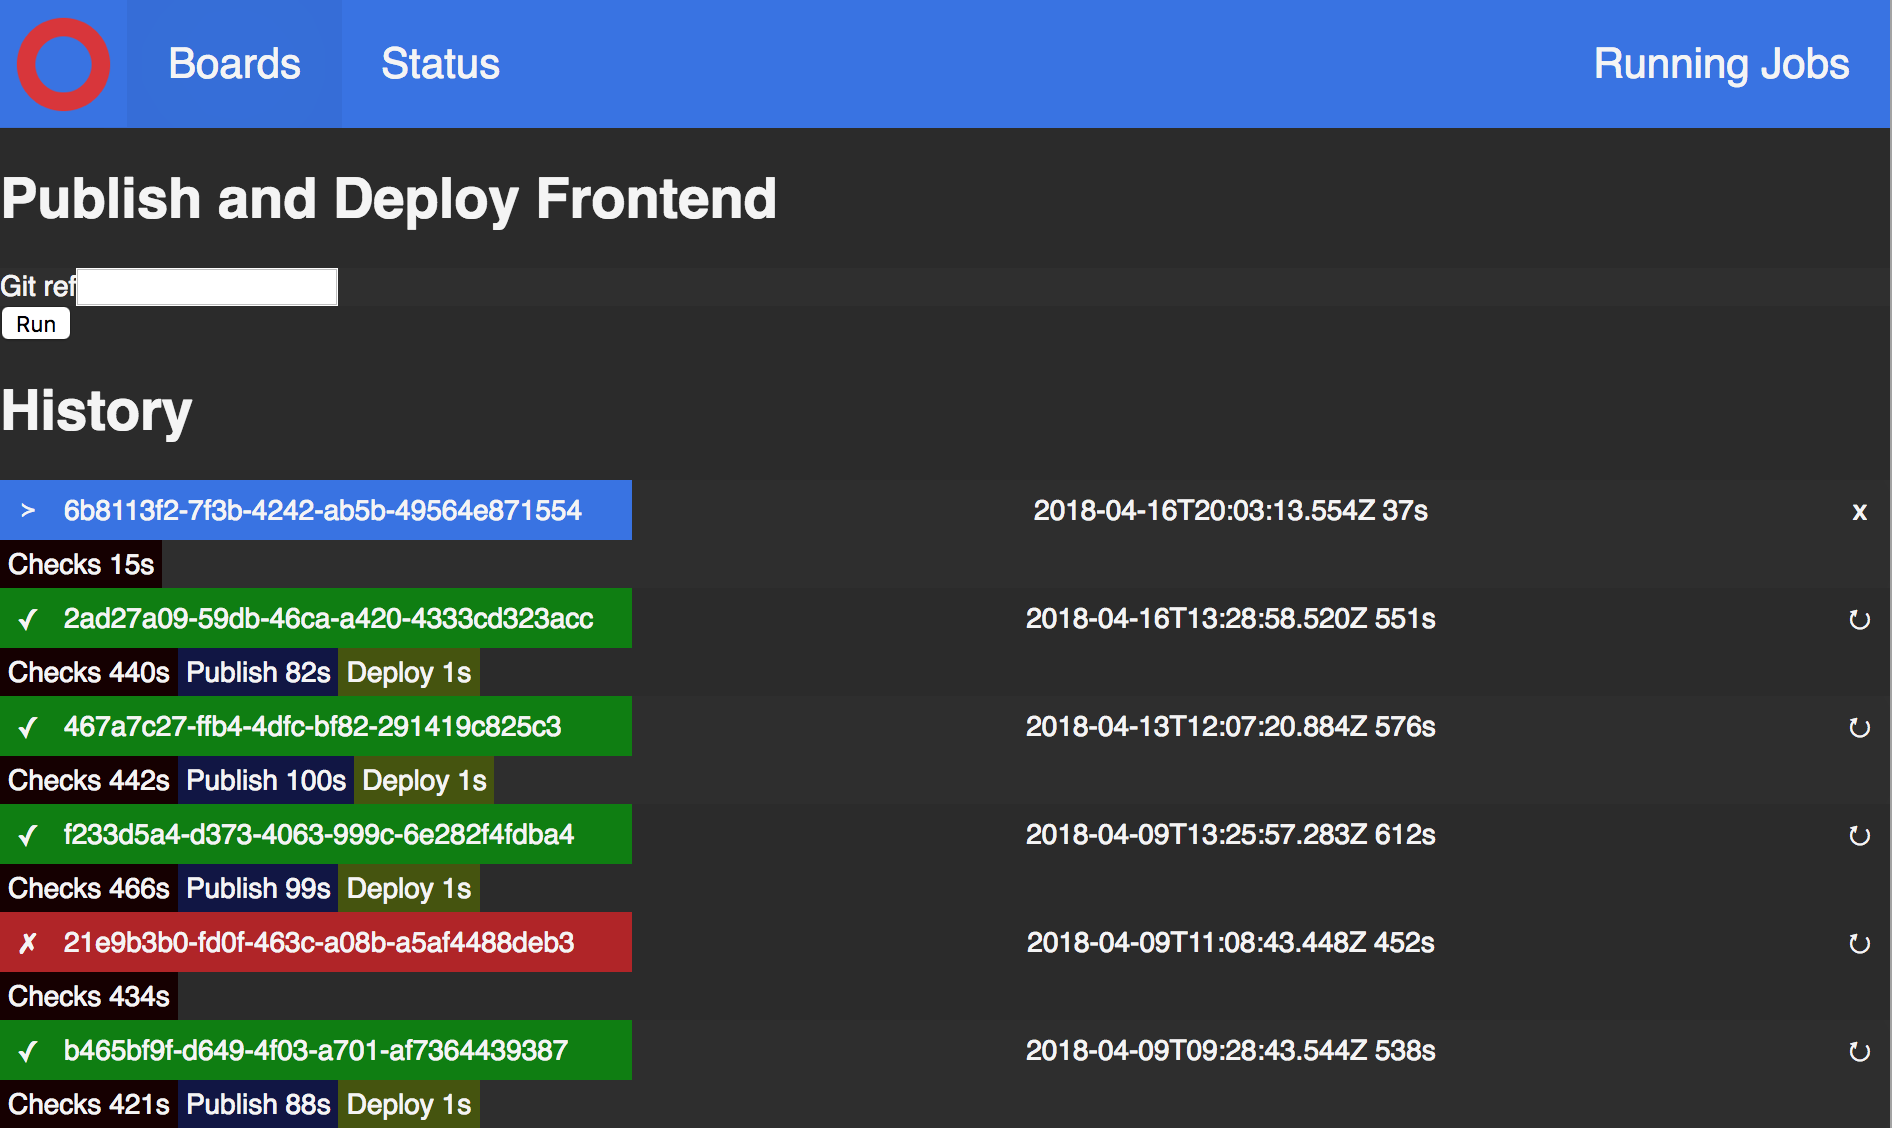 Boards Status Running Jobs
Publish and Deploy Frontend
Git ref
Run
History
> 6b8113f2-7f3b-4242-ab5b-49564e871554 2018-04-16T20:03:13.554Z 37s x
Checks 15s
✓ 2ad27a09-59db-46ca-a420-4333cd323acc 2018-04-16T13:28:58.520Z 551s ↻
Checks 440s Publish 82s Deploy 1s
✓ 467a7c27-ffb4-4dfc-bf82-291419c825c3 2018-04-13T12:07:20.884Z 576s ↻
Checks 442s Publish 100s Deploy 1s
✓ f233d5a4-d373-4063-999c-6e282f4fdba4 2018-04-09T13:25:57.283Z 612s ↻
Checks 466s Publish 99s Deploy 1s
✗ 21e9b3b0-fd0f-463c-a08b-a5af4488deb3 2018-04-09T11:08:43.448Z 452s ↻
Checks 434s
✓ b465bf9f-d649-4f03-a701-af7364439387 2018-04-09T09:28:43.544Z 538s ↻
Checks 421s Publish 88s Deploy 1s